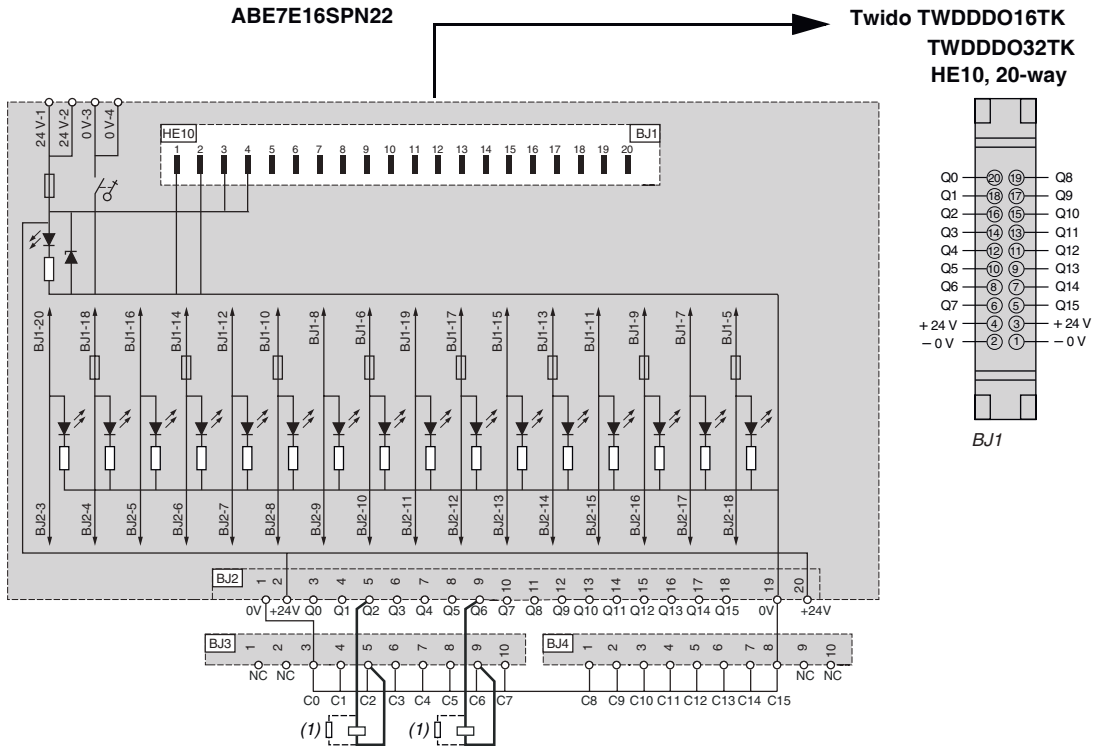 ABE7E16SPN22
Twido TWDDDO16TK
TWDDDO32TK
HE10, 20-way
24 V-1
24 V-2
0 V-3
0 V-4
HE10
BJ1
1 2 3 4 5 6 7 8 9 10 11 12 13 14 15 16 17 18 19 20
Q0 20 19 Q8
Q1 18 17 Q9
Q2 16 15 Q10
Q3 14 13 Q11
Q4 12 11 Q12
Q5 10 9 Q13
Q6 8 7 Q14
Q7 6 5 Q15
+ 24 V 4 3 + 24 V
– 0 V 2 1 – 0 V
BJ1
BJ1-20 BJ1-18 BJ1-16 BJ1-14 BJ1-12 BJ1-10 BJ1-8 BJ1-6 BJ1-19 BJ1-17 BJ1-15 BJ1-13 BJ1-11 BJ1-9 BJ1-7 BJ1-5
BJ2-3 BJ2-4 BJ2-5 BJ2-6 BJ2-7 BJ2-8 BJ2-9 BJ2-10 BJ2-11 BJ2-12 BJ2-13 BJ2-14 BJ2-15 BJ2-16 BJ2-17 BJ2-18
BJ2
1 2 3 4 5 6 7 8 9 10 11 12 13 14 15 16 17 18 19 20
0V +24V Q0 Q1 Q2 Q3 Q4 Q5 Q6 Q7 Q8 Q9 Q10 Q11 Q12 Q13 Q14 Q15 0V +24V
BJ3
1 2 3 4 5 6 7 8 9 10
BJ4
1 2 3 4 5 6 7 8 9 10
NC NC
NC NC
C0 C1 C2 C3 C4 C5 C6 C7
C8 C9 C10 C11 C12 C13 C14 C15
(1)
(1)